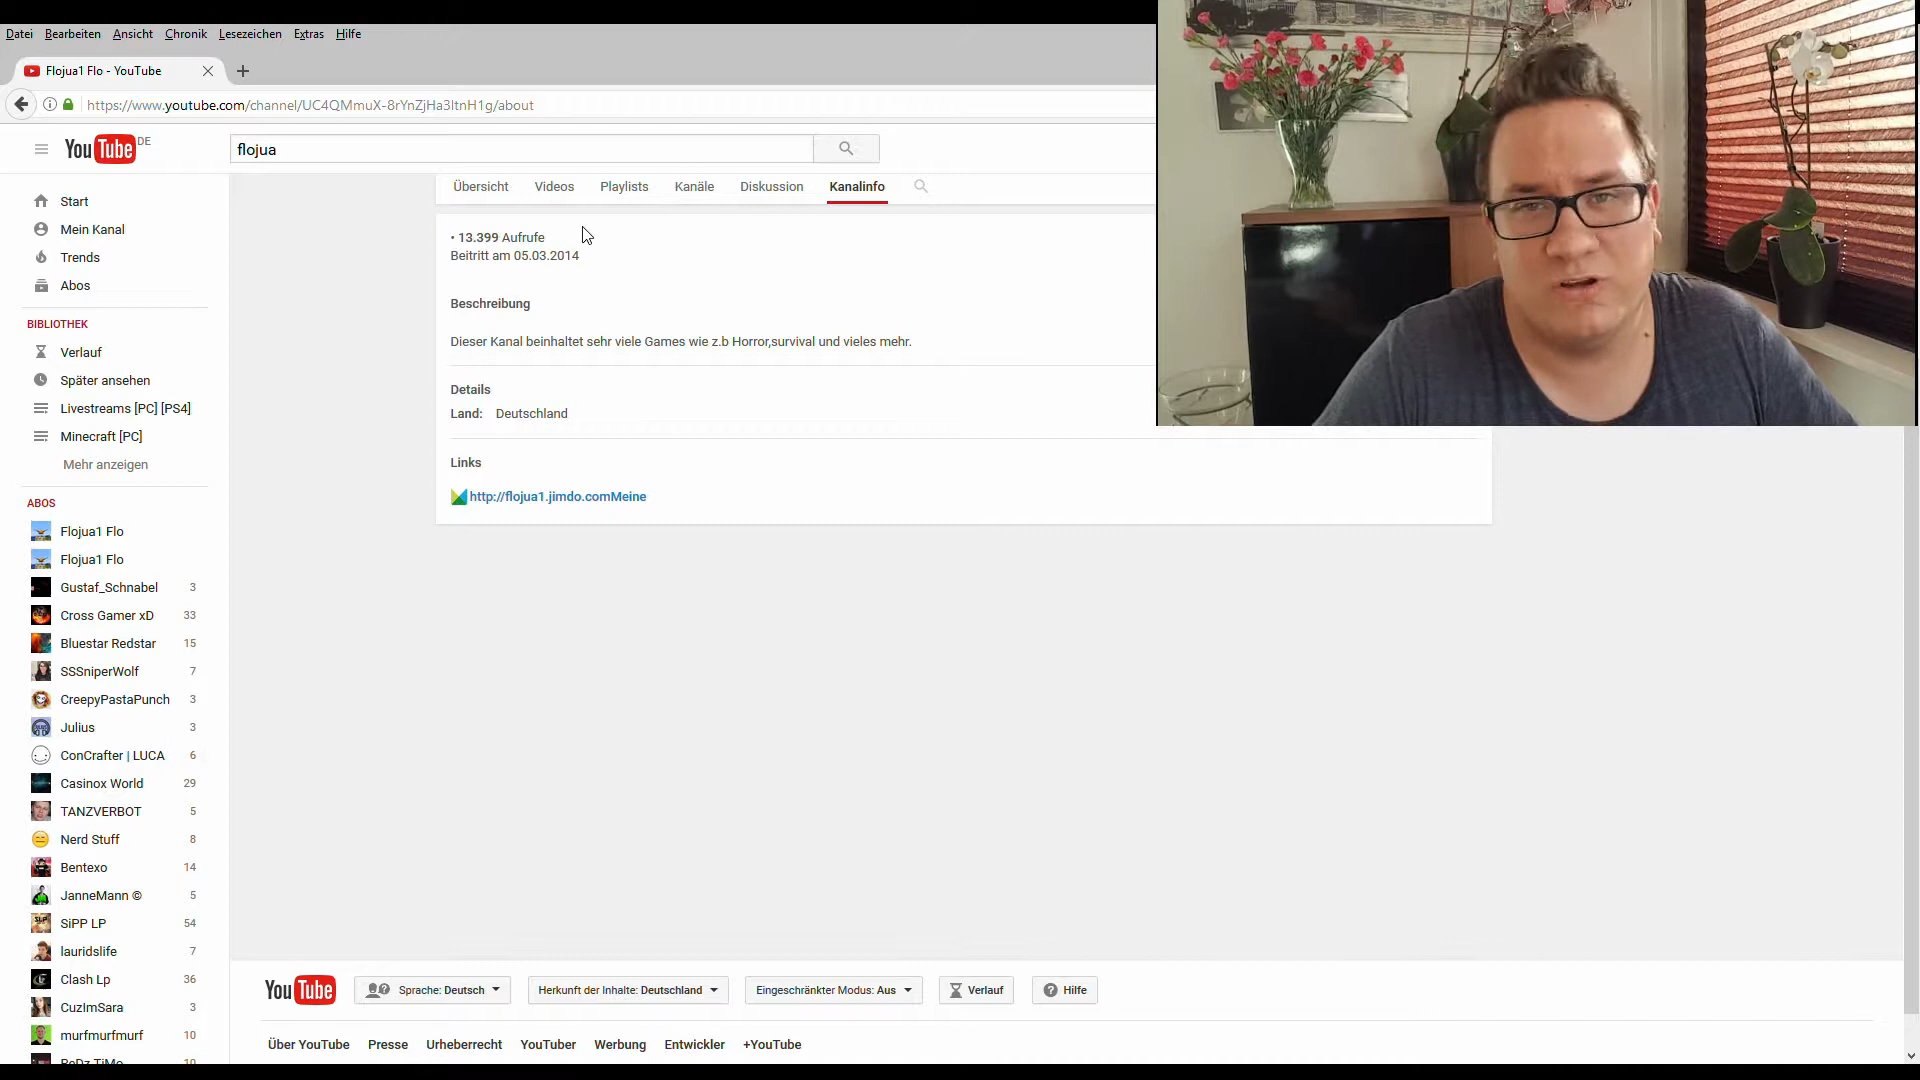 Datei Bearbeiten Ansicht Chronik Lesezeichen Extras Hilfe
Flojua1 Flo - YouTube
https://www.youtube.com/channel/UC4QMmuX-8rYnZjHa3ltnH1g/about
YouTube DE
flojua
Übersicht Videos Playlists Kanäle Diskussion Kanalinfo
• 13.399 Aufrufe
Beitritt am 05.03.2014
Beschreibung
Dieser Kanal beinhaltet sehr viele Games wie z.b Horror,survival und vieles mehr.
Details
Land: Deutschland
Links
http://flojua1.jimdo.comMeine
Start
Mein Kanal
Trends
Abos
BIBLIOTHEK
Verlauf
Später ansehen
Livestreams [PC] [PS4]
Minecraft [PC]
Mehr anzeigen
ABOS
Flojua1 Flo
Flojua1 Flo
Gustaf_Schnabel 3
Cross Gamer xD 33
Bluestar Redstar 15
SSSniperWolf 7
CreepyPastaPunch 3
Julius 3
ConCrafter | LUCA 6
Casinox World 29
TANZVERBOT 5
Nerd Stuff 8
Bentexo 14
JanneMann © 5
SiPP LP 54
lauridslife 7
Clash Lp 36
CuzImSara 3
murfmurfmurf 10
YouTube Sprache: Deutsch Herkunft der Inhalte: Deutschland Eingeschränkter Modus: Aus Verlauf Hilfe
Über YouTube Presse Urheberrecht YouTuber Werbung Entwickler +YouTube